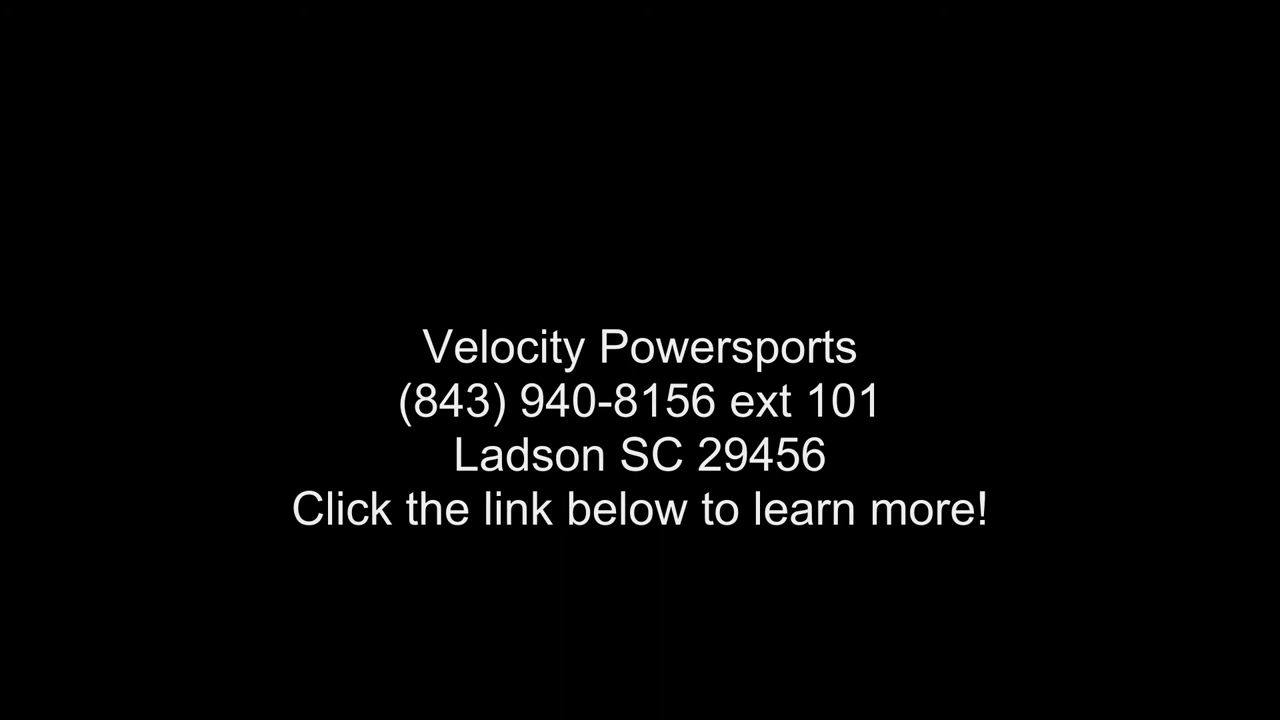 Velocity Powersports
(843) 940-8156 ext 101
Ladson SC 29456
Click the link below to learn more!